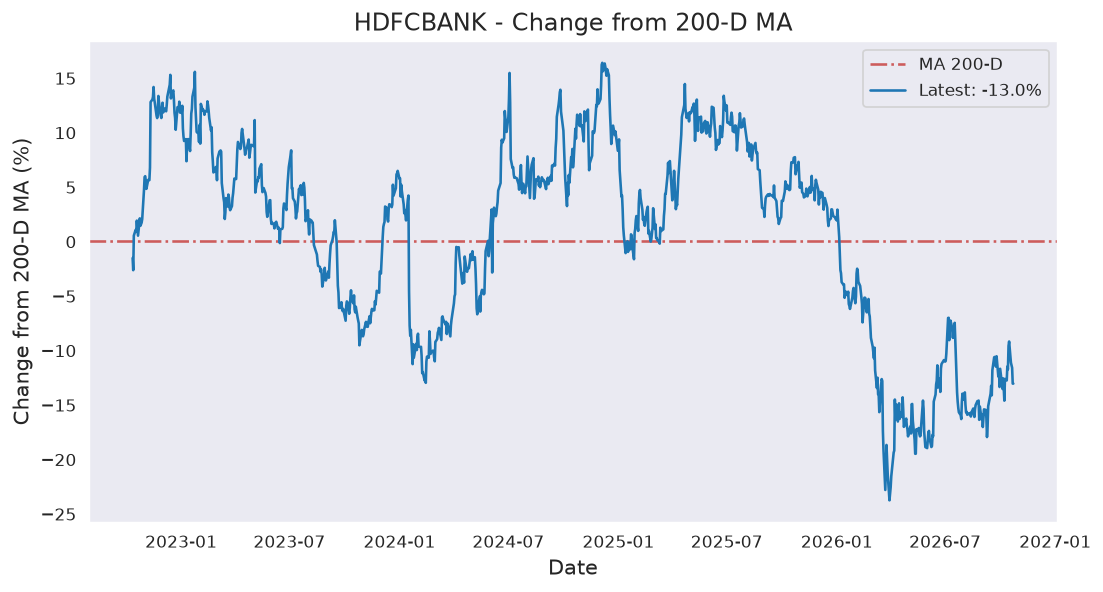 HDFCBANK - Change from 200-D MA
MA 200-D
Latest: -13.0%
Change from 200-D MA (%)
15
10
5
0
−5
−10
−15
−20
−25
2023-01 2023-07 2024-01 2024-07 2025-01 2025-07 2026-01 2026-07 2027-01
Date